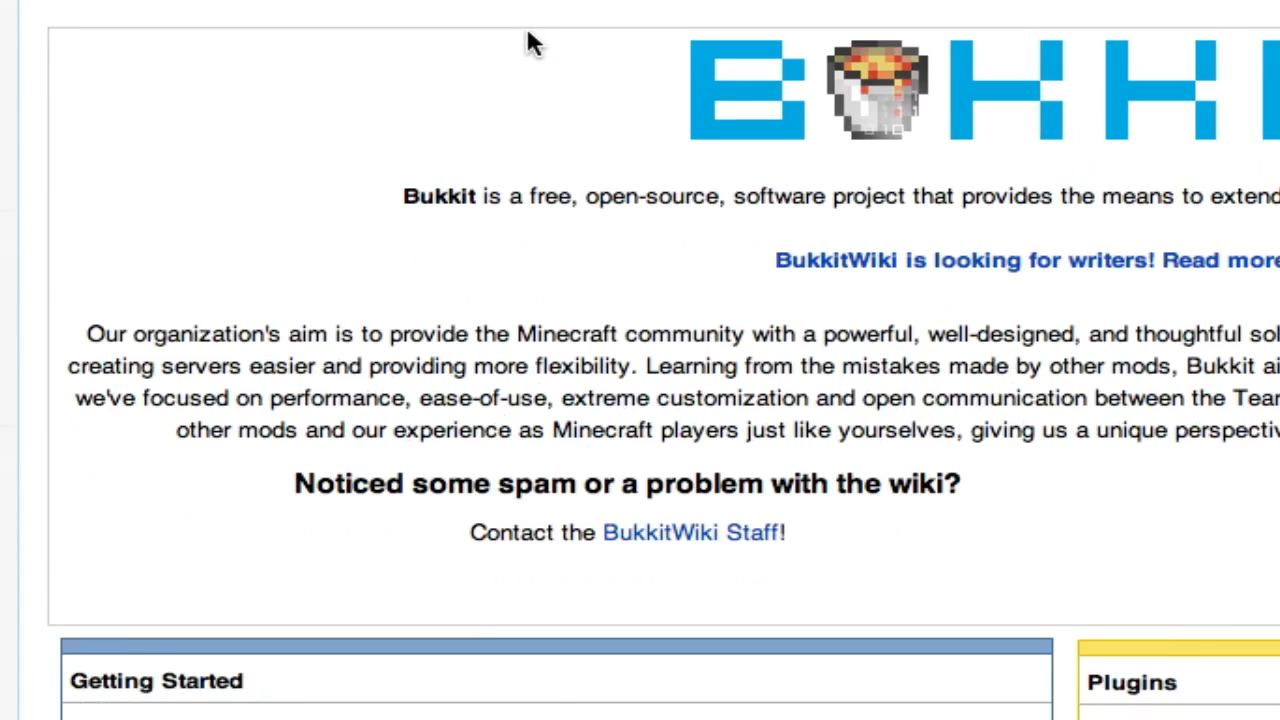 B KK
Bukkit is a free, open-source, software project that provides the means to extend
BukkitWiki is looking for writers! Read more
Our organization's aim is to provide the Minecraft community with a powerful, well-designed, and thoughtful
creating servers easier and providing more flexibility. Learning from the mistakes made by other mods, Bukkit
we've focused on performance, ease-of-use, extreme customization and open communication between the
other mods and our experience as Minecraft players just like yourselves, giving us a unique
Noticed some spam or a problem with the wiki?
Contact the BukkitWiki Staff!
Getting Started
Plugins